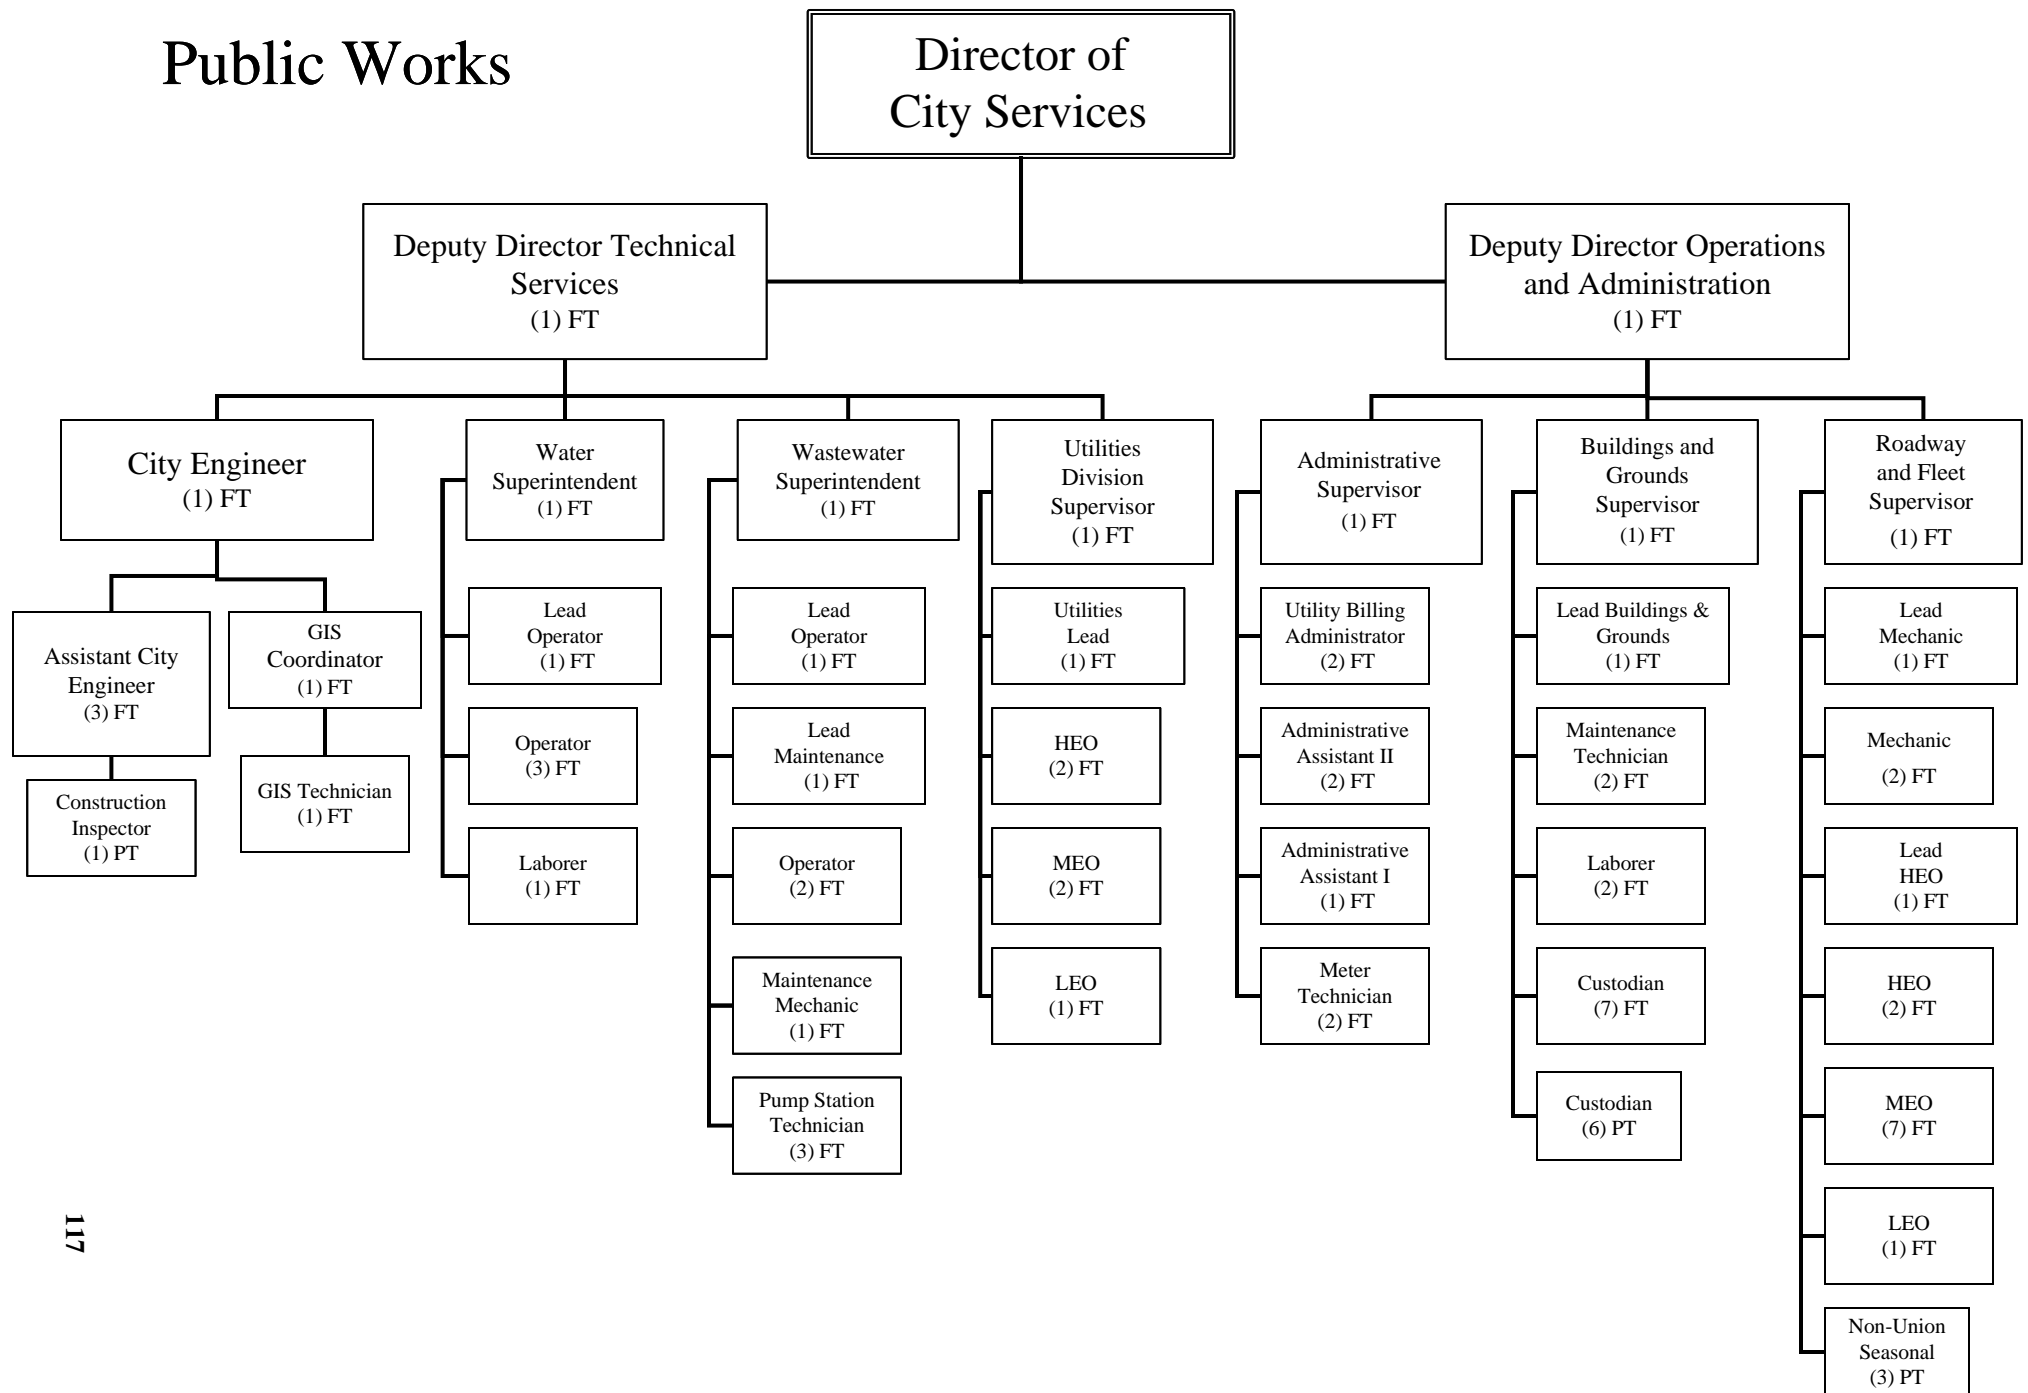 Public Works
Director of
City Services
Deputy Director Technical
Services
(1) FT
Deputy Director Operations
and Administration
(1) FT
City Engineer
(1) FT
Water
Superintendent
(1) FT
Wastewater
Superintendent
(1) FT
Utilities
Division
Supervisor
(1) FT
Administrative
Supervisor
(1) FT
Buildings and
Grounds
Supervisor
(1) FT
Roadway
and Fleet
Supervisor
(1) FT
Assistant City
Engineer
(3) FT
Construction
Inspector
(1) PT
GIS
Coordinator
(1) FT
GIS Technician
(1) FT
Lead
Operator
(1) FT
Operator
(3) FT
Laborer
(1) FT
Lead
Operator
(1) FT
Lead
Maintenance
(1) FT
Operator
(2) FT
Maintenance
Mechanic
(1) FT
Pump Station
Technician
(3) FT
Utilities
Lead
(1) FT
HEO
(2) FT
MEO
(2) FT
LEO
(1) FT
Utility Billing
Administrator
(2) FT
Administrative
Assistant II
(2) FT
Administrative
Assistant I
(1) FT
Meter
Technician
(2) FT
Lead Buildings &
Grounds
(1) FT
Maintenance
Technician
(2) FT
Laborer
(2) FT
Custodian
(7) FT
Custodian
(6) PT
Lead
Mechanic
(1) FT
Mechanic
(2) FT
Lead
HEO
(1) FT
HEO
(2) FT
MEO
(7) FT
LEO
(1) FT
Non-Union
Seasonal
(3) PT
117